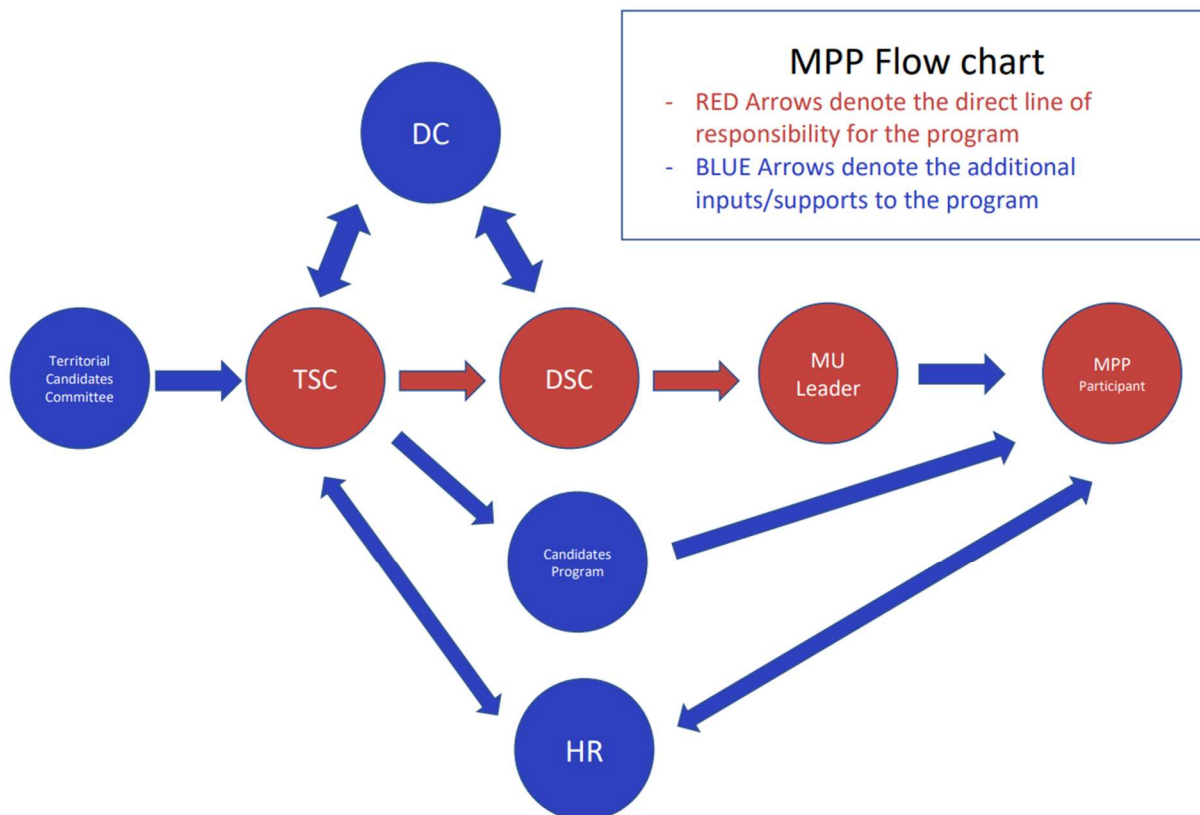 MPP Flow chart
- RED Arrows denote the direct line of
responsibility for the program
- BLUE Arrows denote the additional
inputs/supports to the program
DC
Territorial
Candidates
Committee
TSC
DSC
MU
Leader
MPP
Participant
Candidates
Program
HR